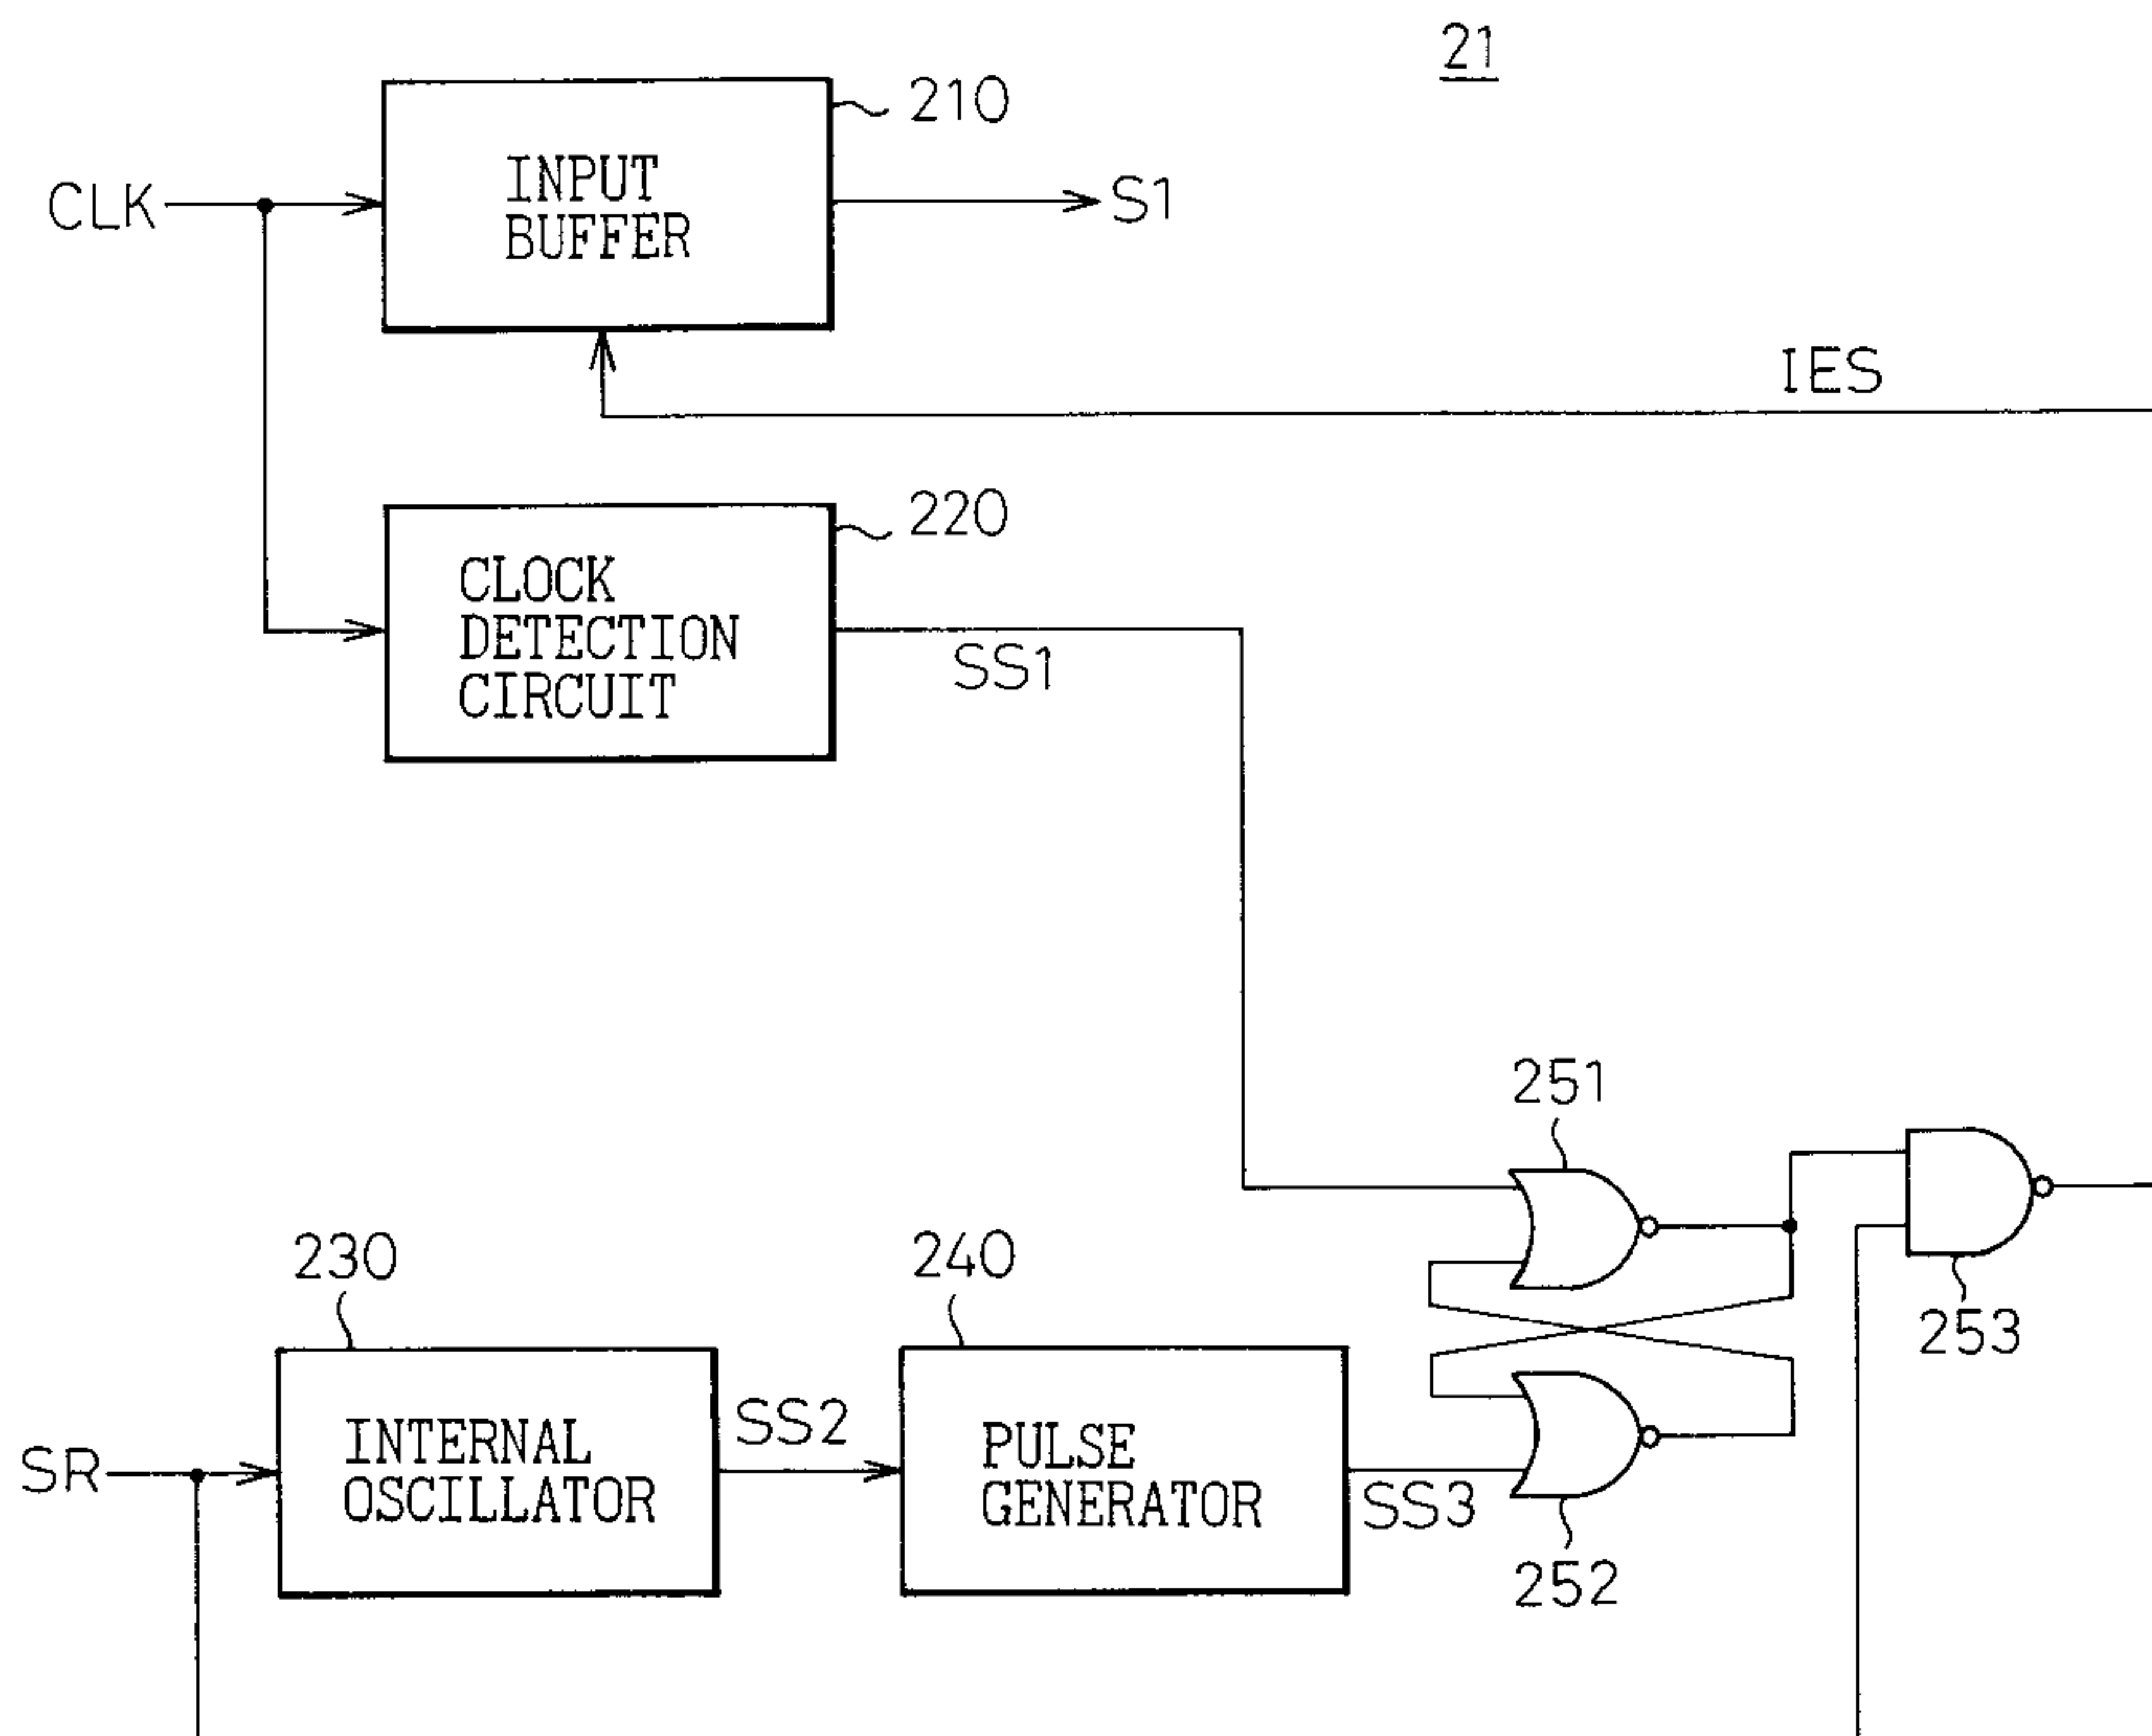 21
210
CLK
INPUT
BUFFER
S1
IES
220
CLOCK
DETECTION
CIRCUIT
SS1
251
230
240
253
SR
INTERNAL
OSCILLATOR
SS2
PULSE
GENERATOR
SS3
252